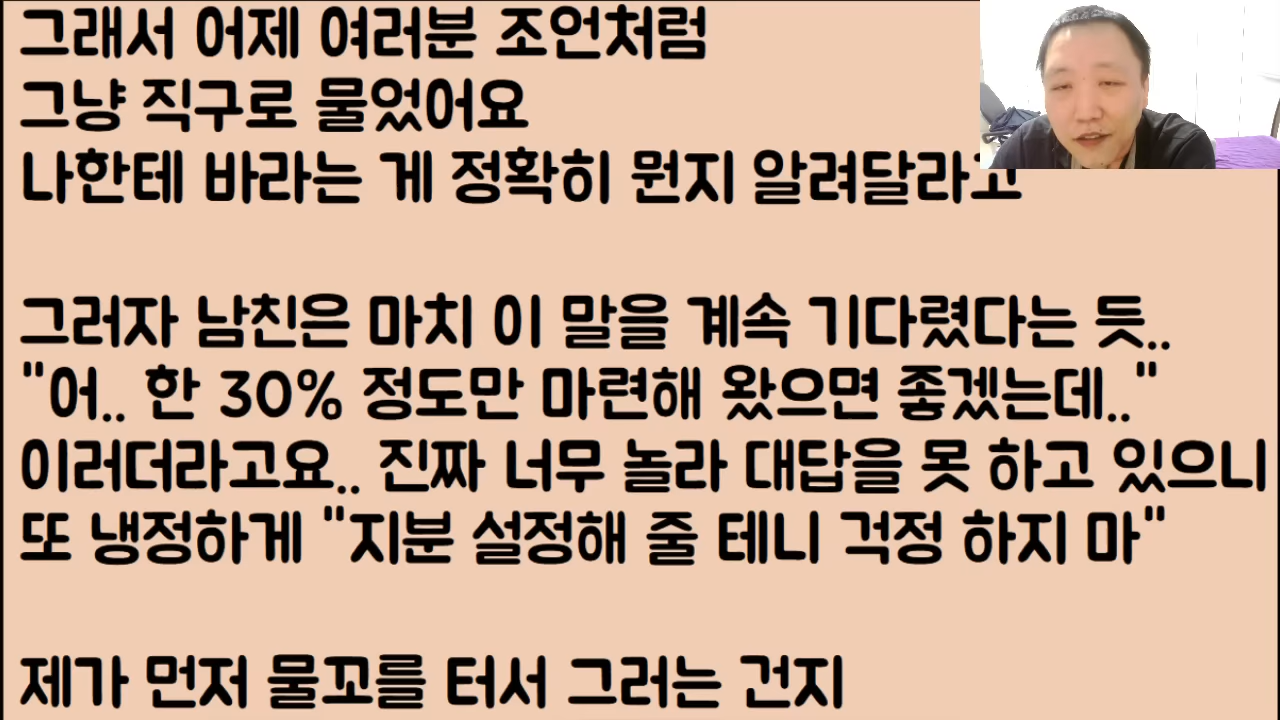 그래서 어제 여러분 조언처럼
그냥 직구로 물었어요
나한테 바라는 게 정확히 뭔지 알려달라고
그러자 남친은 마치 이 말을 계속 기다렸다는 듯..
"어.. 한 30% 정도만 마련해 왔으면 좋겠는데.."
이러더라고요.. 진짜 너무 놀라 대답을 못 하고 있으니
또 냉정하게 "지분 설정해 줄 테니 걱정 하지 마"
제가 먼저 물꼬를 터서 그러는 건지